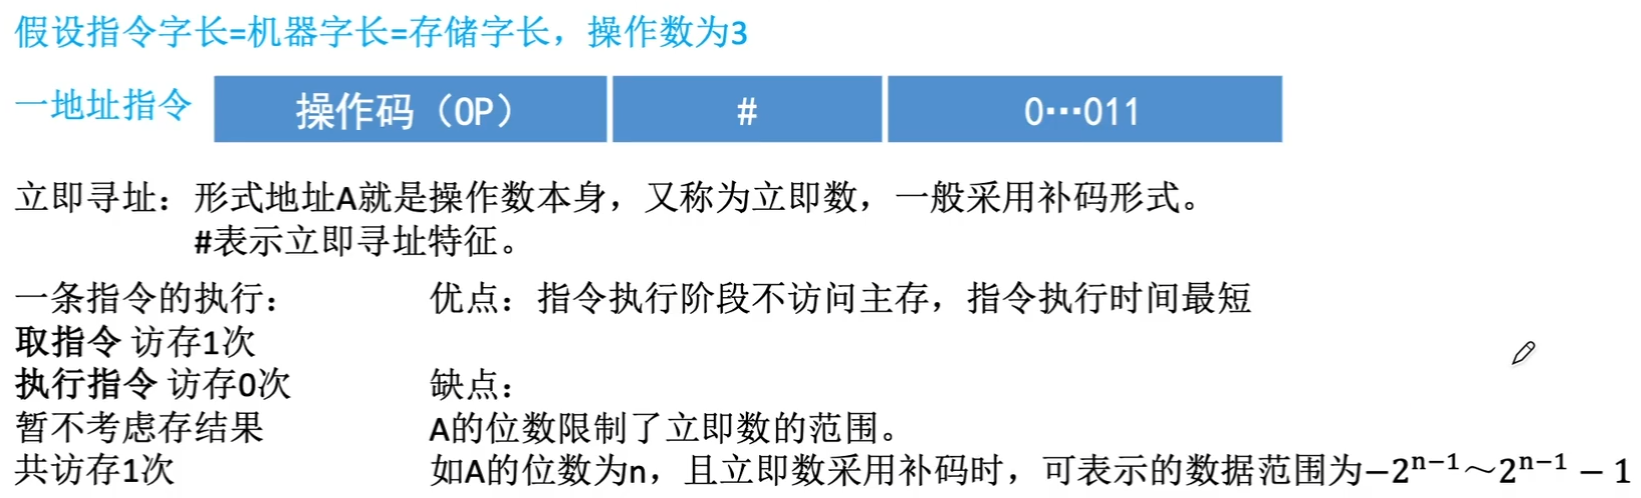 假设指令字长=机器字长=存储字长，操作数为3
一地址指令 操作码（OP） # 0…011
立即寻址：形式地址A就是操作数本身，又称为立即数，一般采用补码形式。
#表示立即寻址特征。
一条指令的执行： 优点：指令执行阶段不访问主存，指令执行时间最短
取指令 访存1次
执行指令 访存0次 缺点：
暂不考虑存结果 A的位数限制了立即数的范围。
共访存1次 如A的位数为n，且立即数采用补码时，可表示的数据范围为−2ⁿ⁻¹～2ⁿ⁻¹ − 1